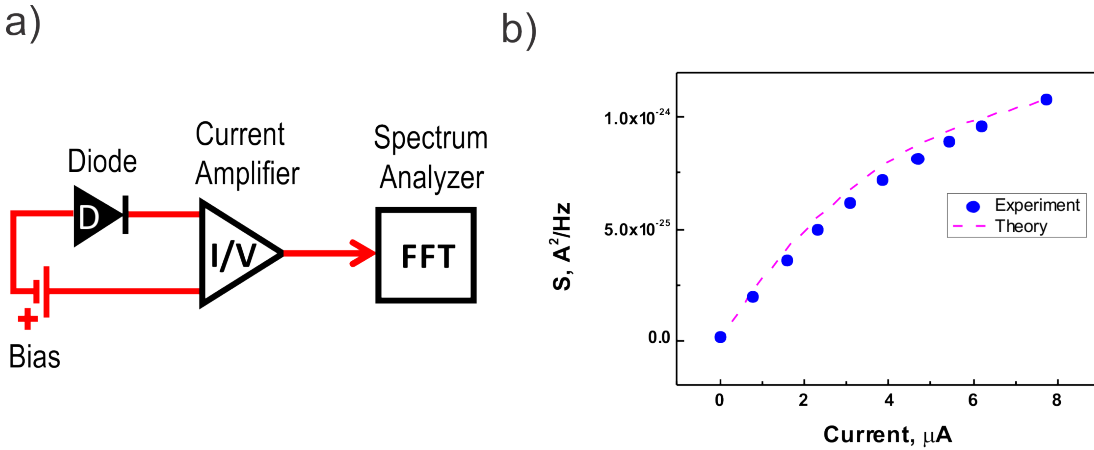 a)
Diode
D
Current
Amplifier
I/V
Spectrum
Analyzer
FFT
+
Bias
b)
S, A²/Hz
1.0x10⁻²⁴
5.0x10⁻²⁵
0.0
0 2 4 6 8
Current, μA
Experiment
Theory